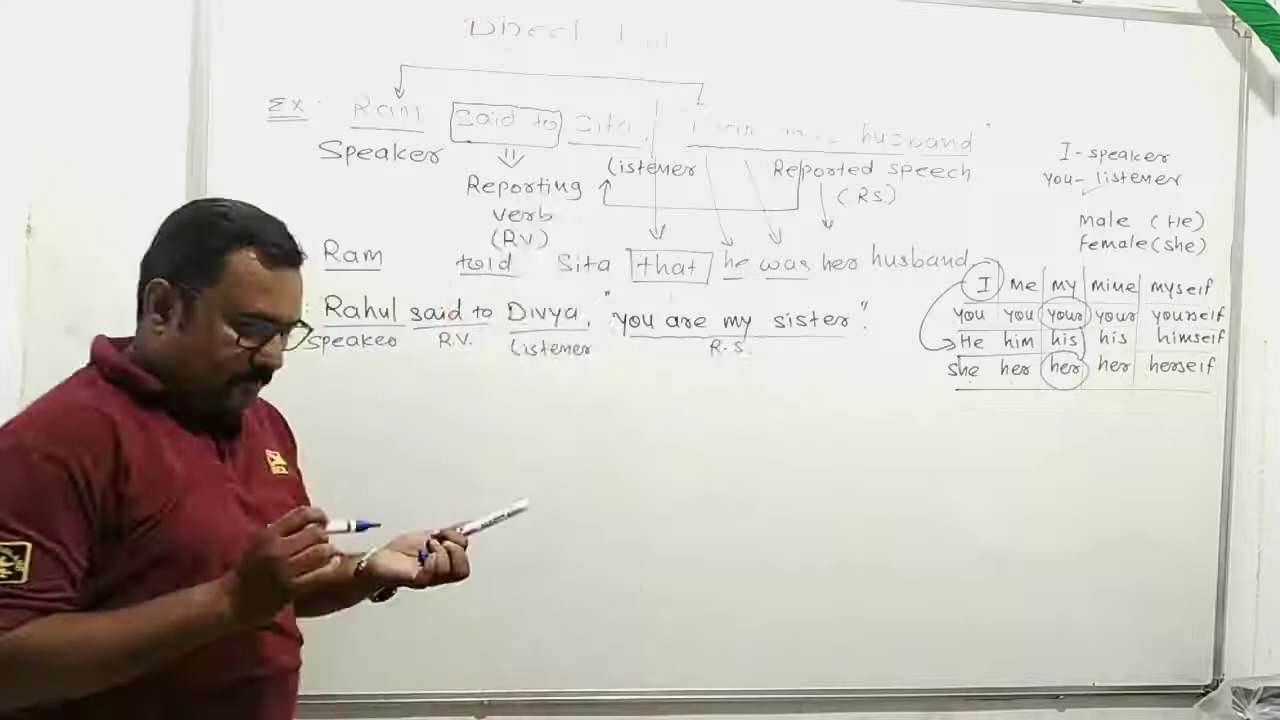 Direct
Ex: Ram said to Sita, husband"
Speaker Listener Reported speech
Reporting (RS.)
verb
(RV)
I - speaker
you - listener
Male (He)
Female (she)
Ram told Sita that he was her husband
: Rahul said to Divya, "you are my sister".
speaker R.V. Listener R.S.
I me my mine myself
you you your your yourself
He him his his himself
she her her her herself